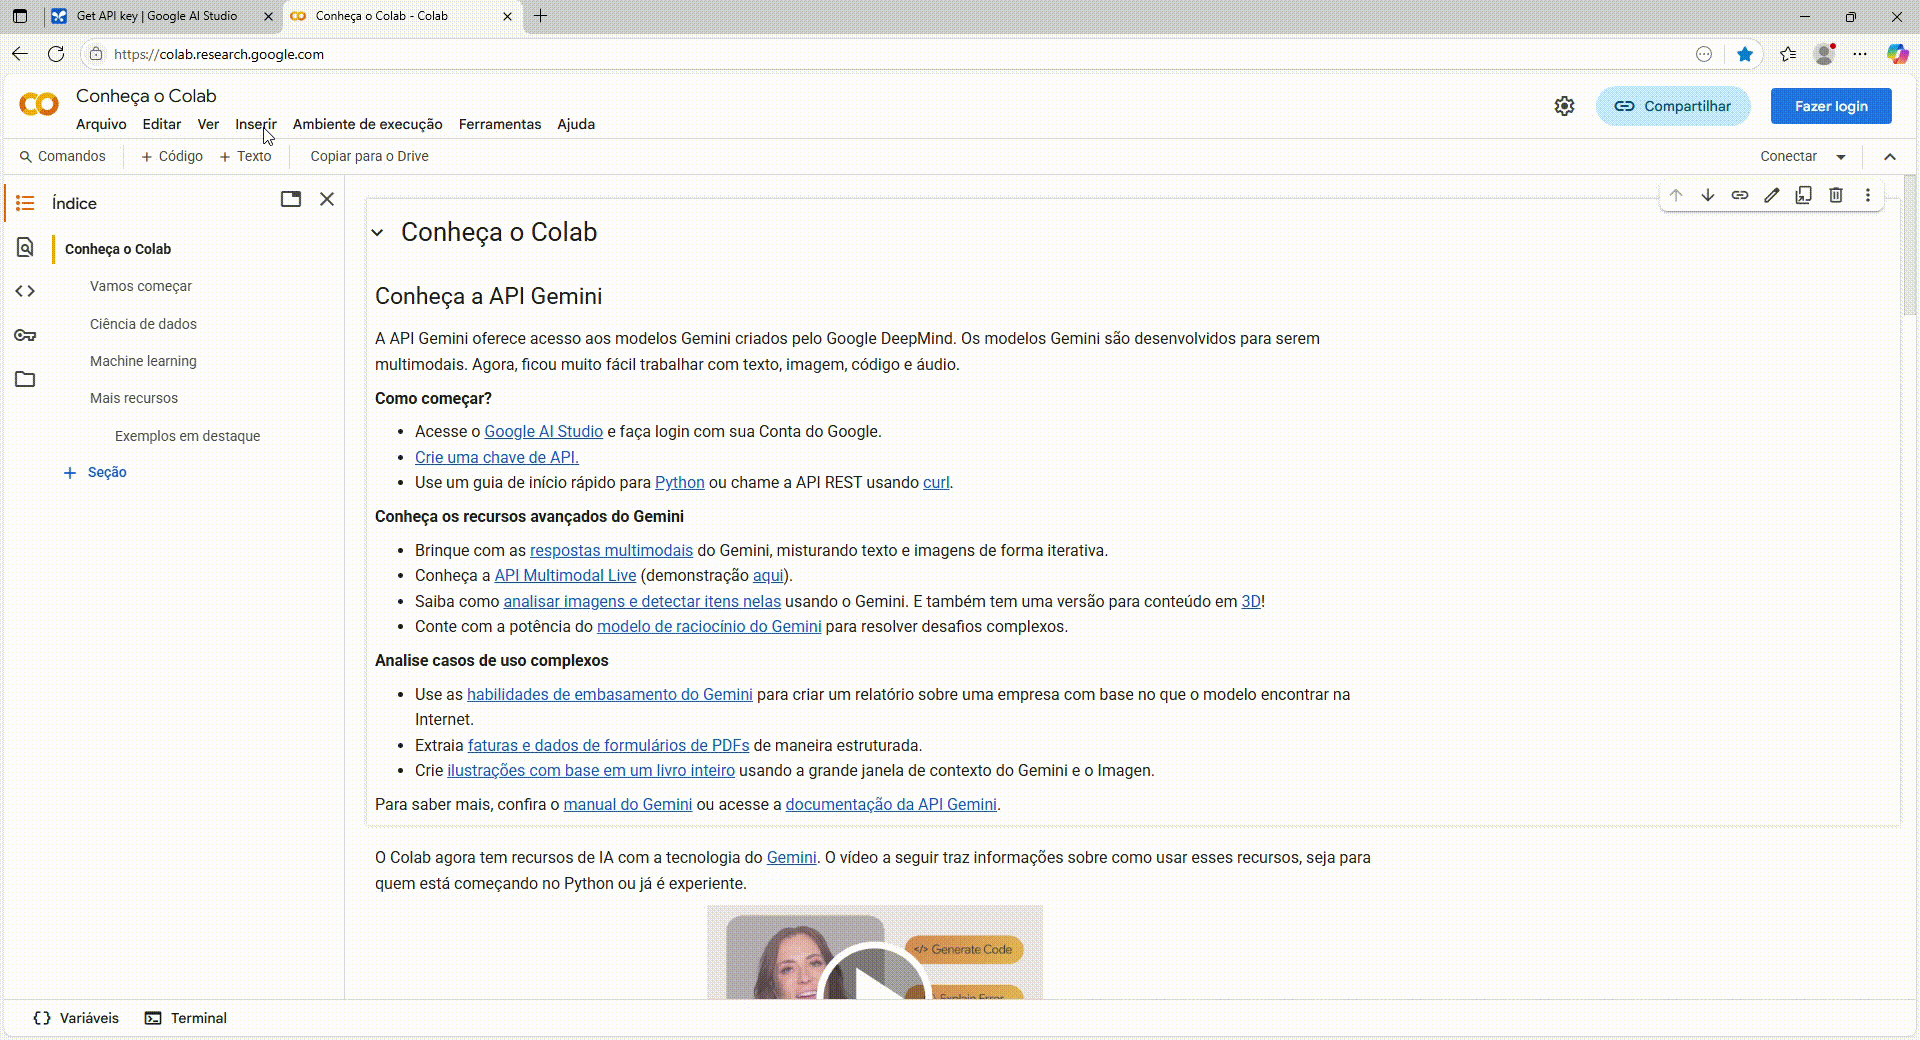 Get API key | Google AI Studio
Conheça o Colab - Colab
https://colab.research.google.com
Conheça o Colab
Arquivo Editar Ver Inserir Ambiente de execução Ferramentas Ajuda
Compartilhar
Fazer login
Comandos + Código + Texto Copiar para o Drive
Conectar
Índice
Conheça o Colab
Vamos começar
Ciência de dados
Machine learning
Mais recursos
Exemplos em destaque
+ Seção
Conheça o Colab
Conheça a API Gemini
A API Gemini oferece acesso aos modelos Gemini criados pelo Google DeepMind. Os modelos Gemini são desenvolvidos para serem
multimodais. Agora, ficou muito fácil trabalhar com texto, imagem, código e áudio.
Como começar?
• Acesse o Google AI Studio e faça login com sua Conta do Google.
• Crie uma chave de API.
• Use um guia de início rápido para Python ou chame a API REST usando curl.
Conheça os recursos avançados do Gemini
• Brinque com as respostas multimodais do Gemini, misturando texto e imagens de forma iterativa.
• Conheça a API Multimodal Live (demonstração aqui).
• Saiba como analisar imagens e detectar itens nelas usando o Gemini. E também tem uma versão para conteúdo em 3D!
• Conte com a potência do modelo de raciocínio do Gemini para resolver desafios complexos.
Analise casos de uso complexos
• Use as habilidades de embasamento do Gemini para criar um relatório sobre uma empresa com base no que o modelo encontrar na
Internet.
• Extraia faturas e dados de formulários de PDFs de maneira estruturada.
• Crie ilustrações com base em um livro inteiro usando a grande janela de contexto do Gemini e o Imagen.
Para saber mais, confira o manual do Gemini ou acesse a documentação da API Gemini.
O Colab agora tem recursos de IA com a tecnologia do Gemini. O vídeo a seguir traz informações sobre como usar esses recursos, seja para
quem está começando no Python ou já é experiente.
</> Generate Code
Explain Error
{} Variáveis
Terminal